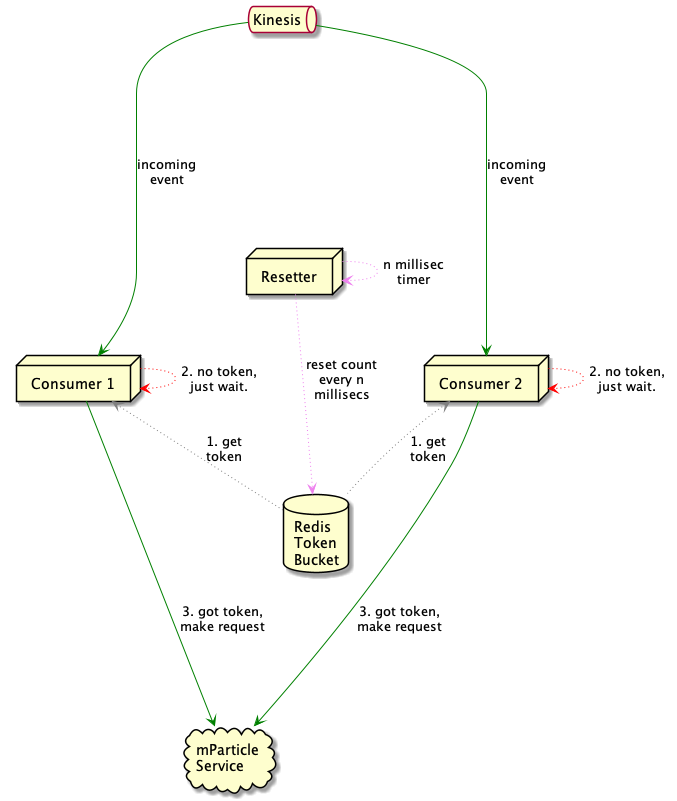 Kinesis
incoming
event
incoming
event
Resetter
n millisec
timer
Consumer 1
2. no token,
just wait.
reset count
every n
millisecs
Consumer 2
2. no token,
just wait.
1. get
token
1. get
token
Redis
Token
Bucket
3. got token,
make request
3. got token,
make request
mParticle
Service